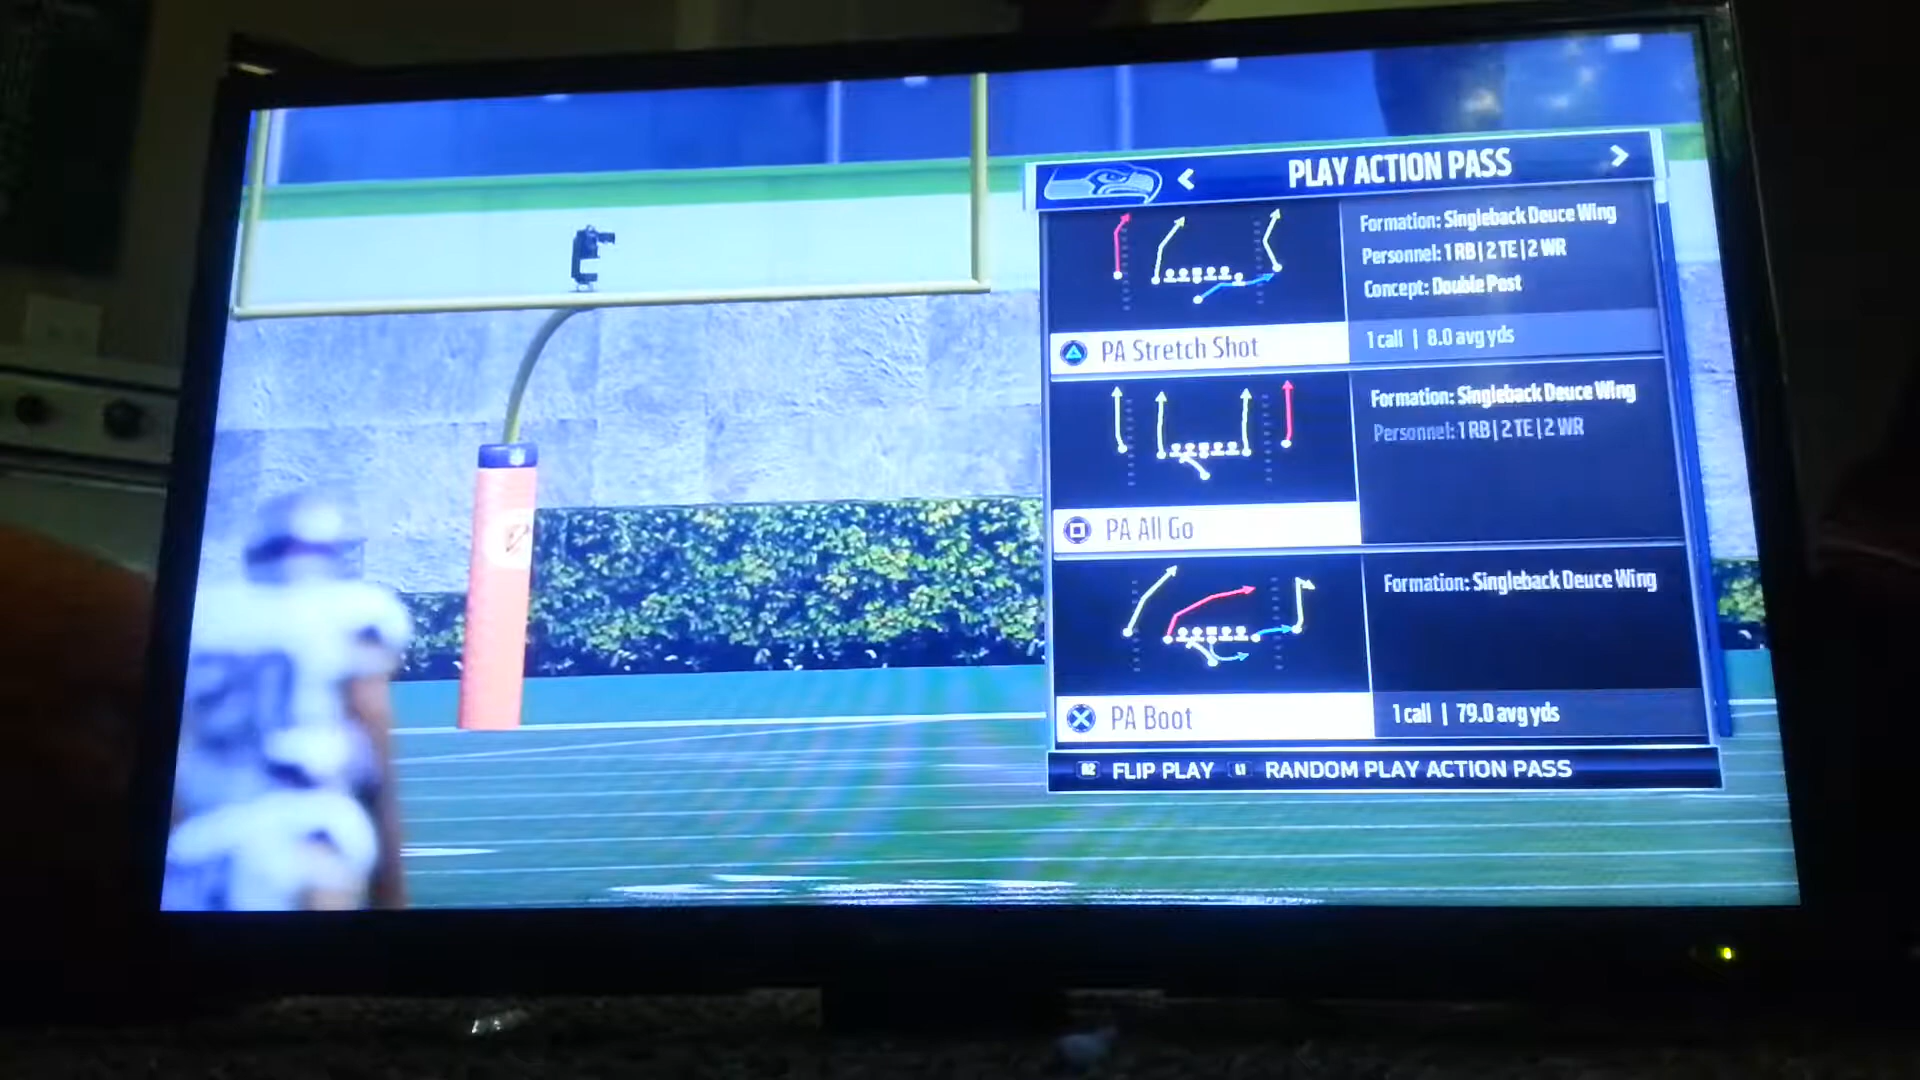 PLAY ACTION PASS
Formation: Singleback Deuce Wing
Personnel: 1 RB | 2 TE | 2 WR
Concept: Double Post
PA Stretch Shot
1 call | 8.0 avg yds
Formation: Singleback Deuce Wing
Personnel: 1 RB | 2 TE | 2 WR
PA All Go
Formation: Singleback Deuce Wing
PA Boot
1 call | 79.0 avg yds
R2 FLIP PLAY L1 RANDOM PLAY ACTION PASS